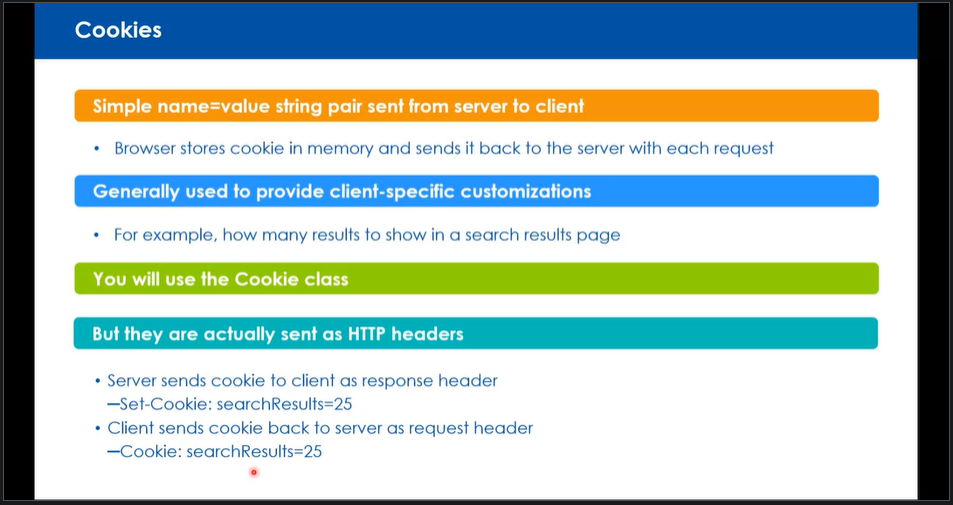 Cookies
Simple name=value string pair sent from server to client
• Browser stores cookie in memory and sends it back to the server with each request
Generally used to provide client-specific customizations
• For example, how many results to show in a search results page
You will use the Cookie class
But they are actually sent as HTTP headers
• Server sends cookie to client as response header
—Set-Cookie: searchResults=25
• Client sends cookie back to server as request header
—Cookie: searchResults=25